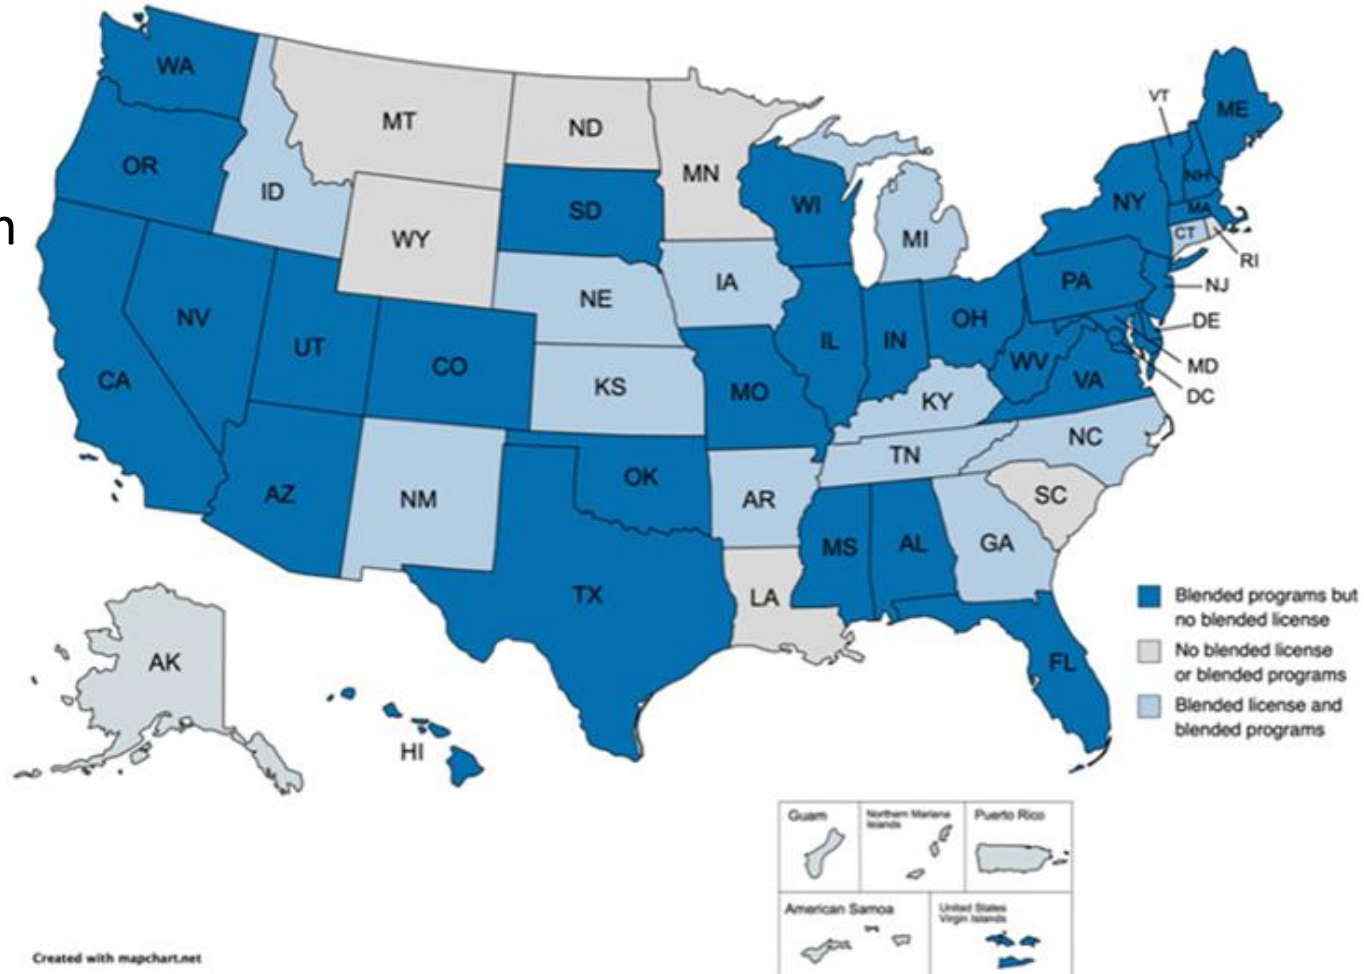 n
WA
MT
ND
MN
OR
ID
SD
WI
MI
WY
VT
ME
NH
NY
MA
CT
RI
IA
NE
PA
NJ
NV
UT
CO
CA
KS
MO
IL
IN
OH
WV
VA
DE
MD
DC
KY
NC
TN
AZ
NM
OK
AR
SC
MS
AL
GA
TX
LA
FL
AK
HI
Blended programs but
no blended license
No blended license
or blended programs
Blended license and
blended programs
Guam
Northern Mariana
Islands
Puerto Rico
American Samoa
United States
Virgin Islands
Created with mapchart.net